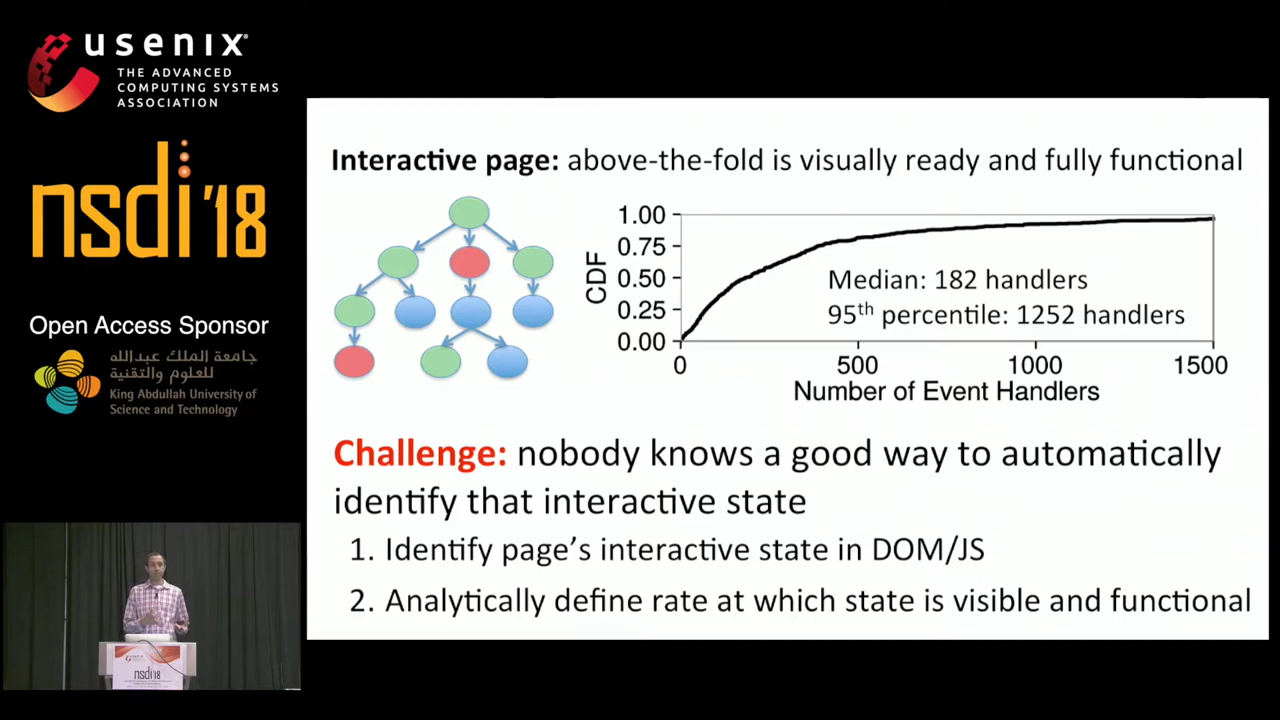 usenix
THE ADVANCED
COMPUTING SYSTEMS
ASSOCIATION
nsdi '18
Open Access Sponsor
جامعة الملك عبدالله
للعلوم والتقنية
King Abdullah University of
Science and Technology
Interactive page: above-the-fold is visually ready and fully functional
1.00
0.75
0.50
0.25
0.00
CDF
Median: 182 handlers
95th percentile: 1252 handlers
0 500 1000 1500
Number of Event Handlers
Challenge: nobody knows a good way to automatically
identify that interactive state
1. Identify page's interactive state in DOM/JS
2. Analytically define rate at which state is visible and functional
usenix
nsdi'18